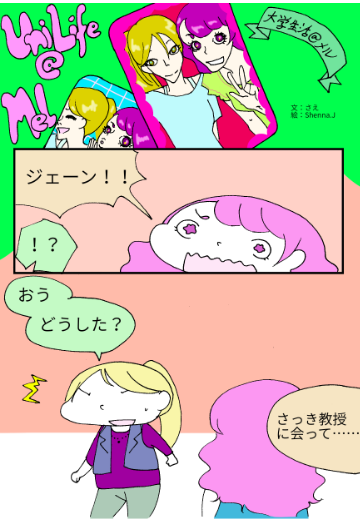 Uni Life
@
Me!
大学生活@メル
文：さえ
絵：Shenna.J
ジェーン！！
！？
おう
どうした？
さっき教授
に会って……